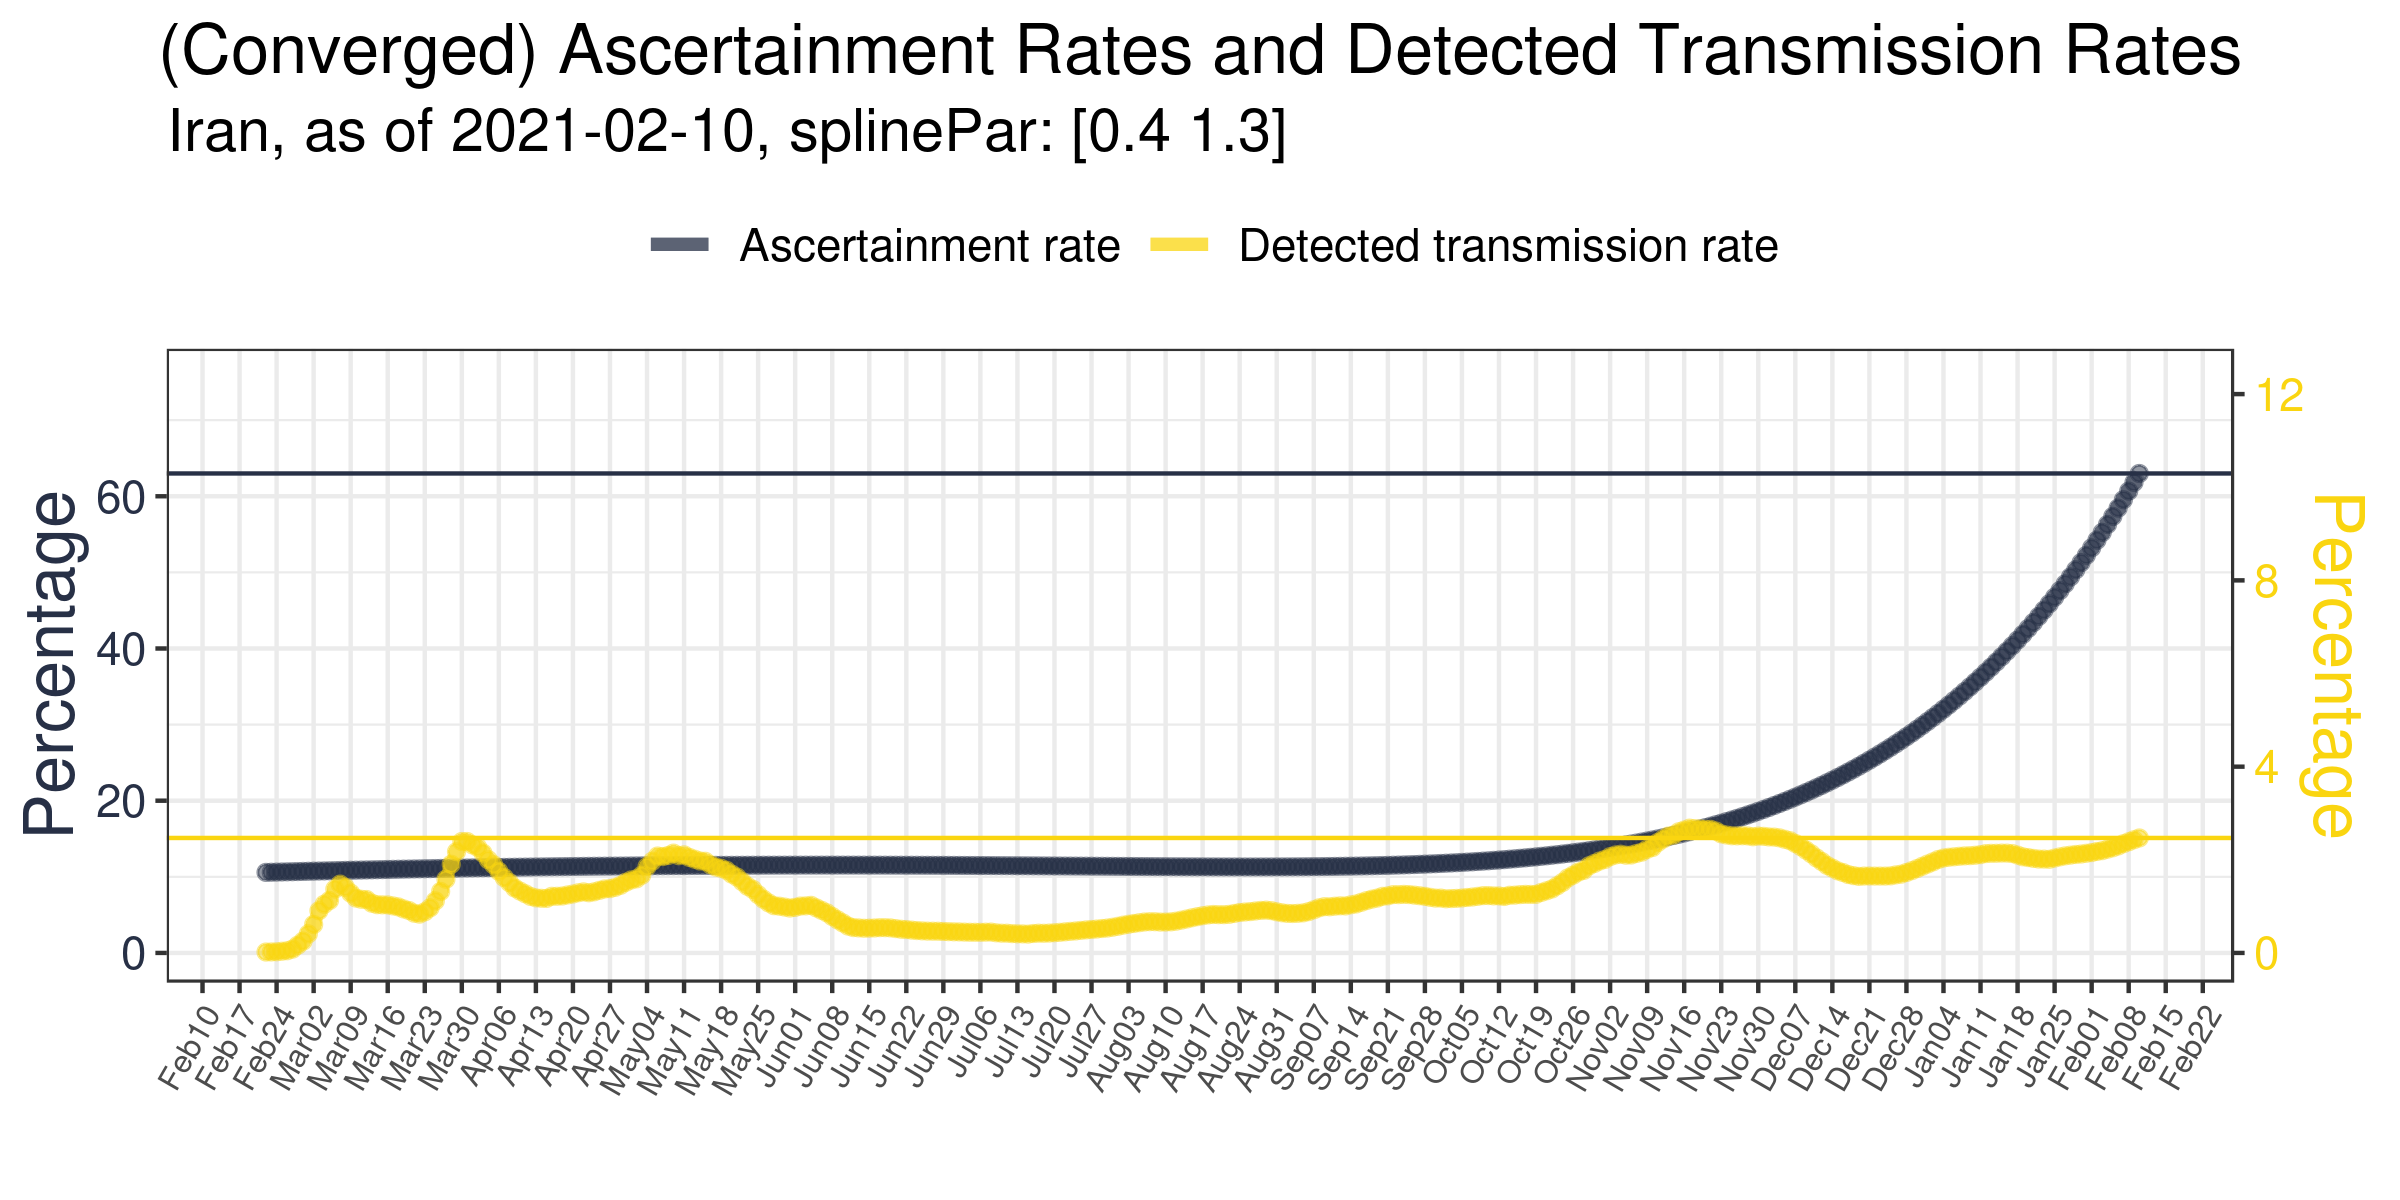 (Converged) Ascertainment Rates and Detected Transmission Rates
Iran, as of 2021-02-10, splinePar: [0.4 1.3]
Ascertainment rate Detected transmission rate
Percentage
60
40
20
0
12
8
4
0
Percentage
Feb10 Feb17 Feb24 Mar02 Mar09 Mar16 Mar23 Mar30 Apr06 Apr13 Apr20 Apr27 May04 May11 May18 May25 Jun01 Jun08 Jun15 Jun22 Jun29 Jul06 Jul13 Jul20 Jul27 Aug03 Aug10 Aug17 Aug24 Aug31 Sep07 Sep14 Sep21 Sep28 Oct05 Oct12 Oct19 Oct26 Nov02 Nov09 Nov16 Nov23 Nov30 Dec07 Dec14 Dec21 Dec28 Jan04 Jan11 Jan18 Jan25 Feb01 Feb08 Feb15 Feb22